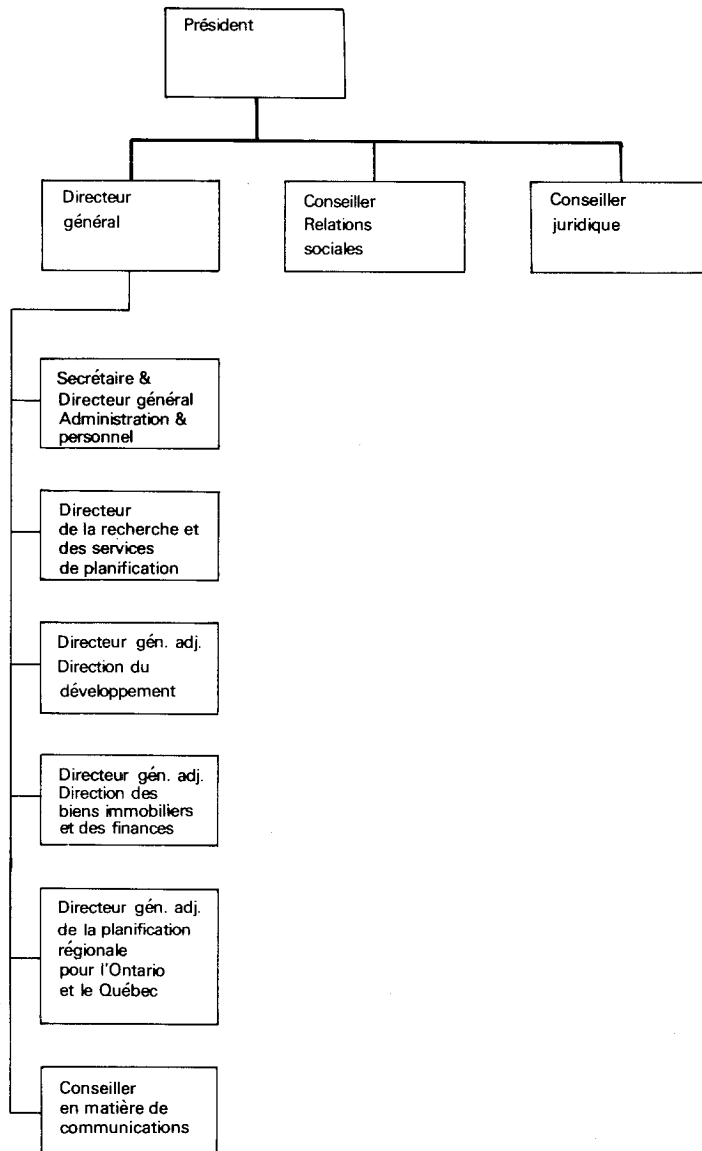 Président
Directeur
général
Conseiller
Relations
sociales
Conseiller
juridique
Secrétaire &
Directeur général
Administration &
personnel
Directeur
de la recherche et
des services
de planification
Directeur gén. adj.
Direction du
développement
Directeur gén. adj.
Direction des
biens immobiliers
et des finances
Directeur gén. adj.
de la planification
régionale
pour l'Ontario
et le Québec
Conseiller
en matière de
communications